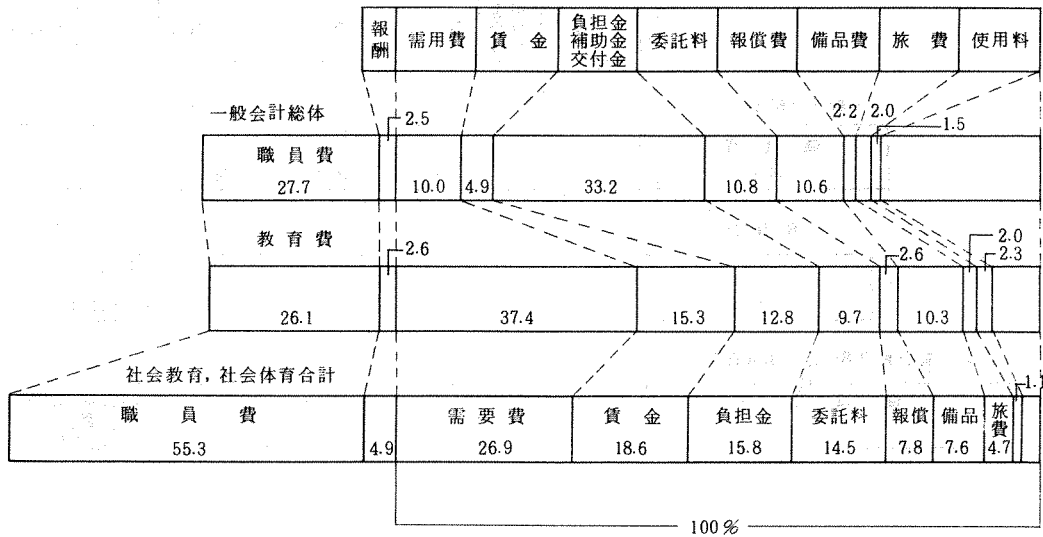 報酬 需用費 賃金 負担金補助金交付金 委託料 報償費 備品費 旅費 使用料
一般会計総体
2.5 2.2 2.0 1.5
職員費
27.7 10.0 4.9 33.2 10.8 10.6
教育費
2.6 2.6 2.0
2.3
26.1 37.4 15.3 12.8 9.7 10.3
社会教育,社会体育合計
1.1
職員費 需要費 賃金 負担金 委託料 報償 備品 旅費
55.3 4.9 26.9 18.6 15.8 14.5 7.8 7.6 4.7
100%